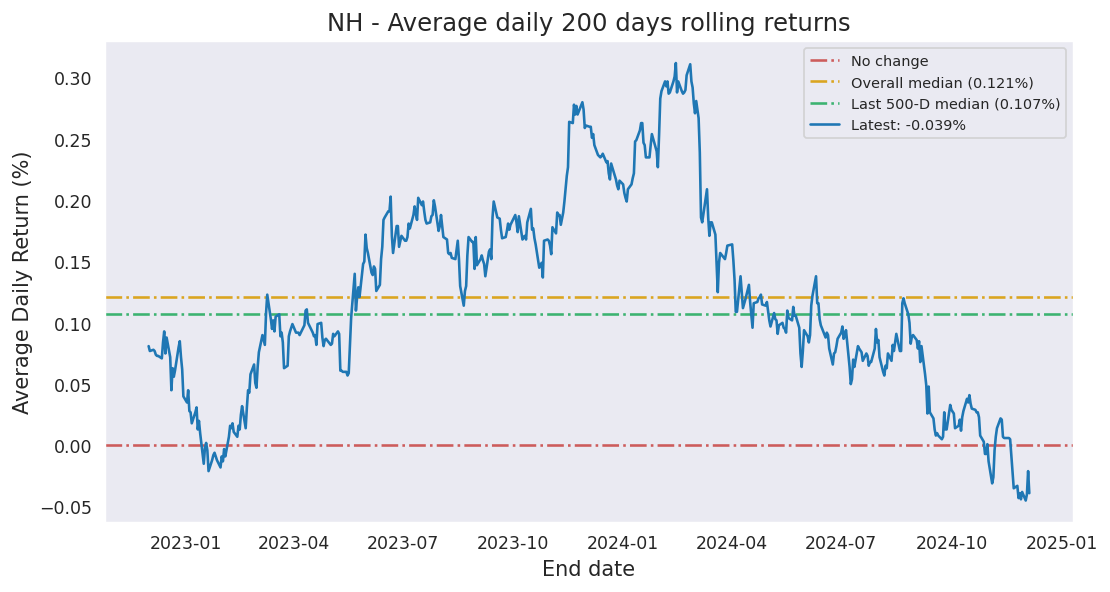 NH - Average daily 200 days rolling returns
No change
Overall median (0.121%)
Last 500-D median (0.107%)
Latest: -0.039%
Average Daily Return (%)
0.30
0.25
0.20
0.15
0.10
0.05
0.00
−0.05
2023-01 2023-04 2023-07 2023-10 2024-01 2024-04 2024-07 2024-10 2025-01
End date